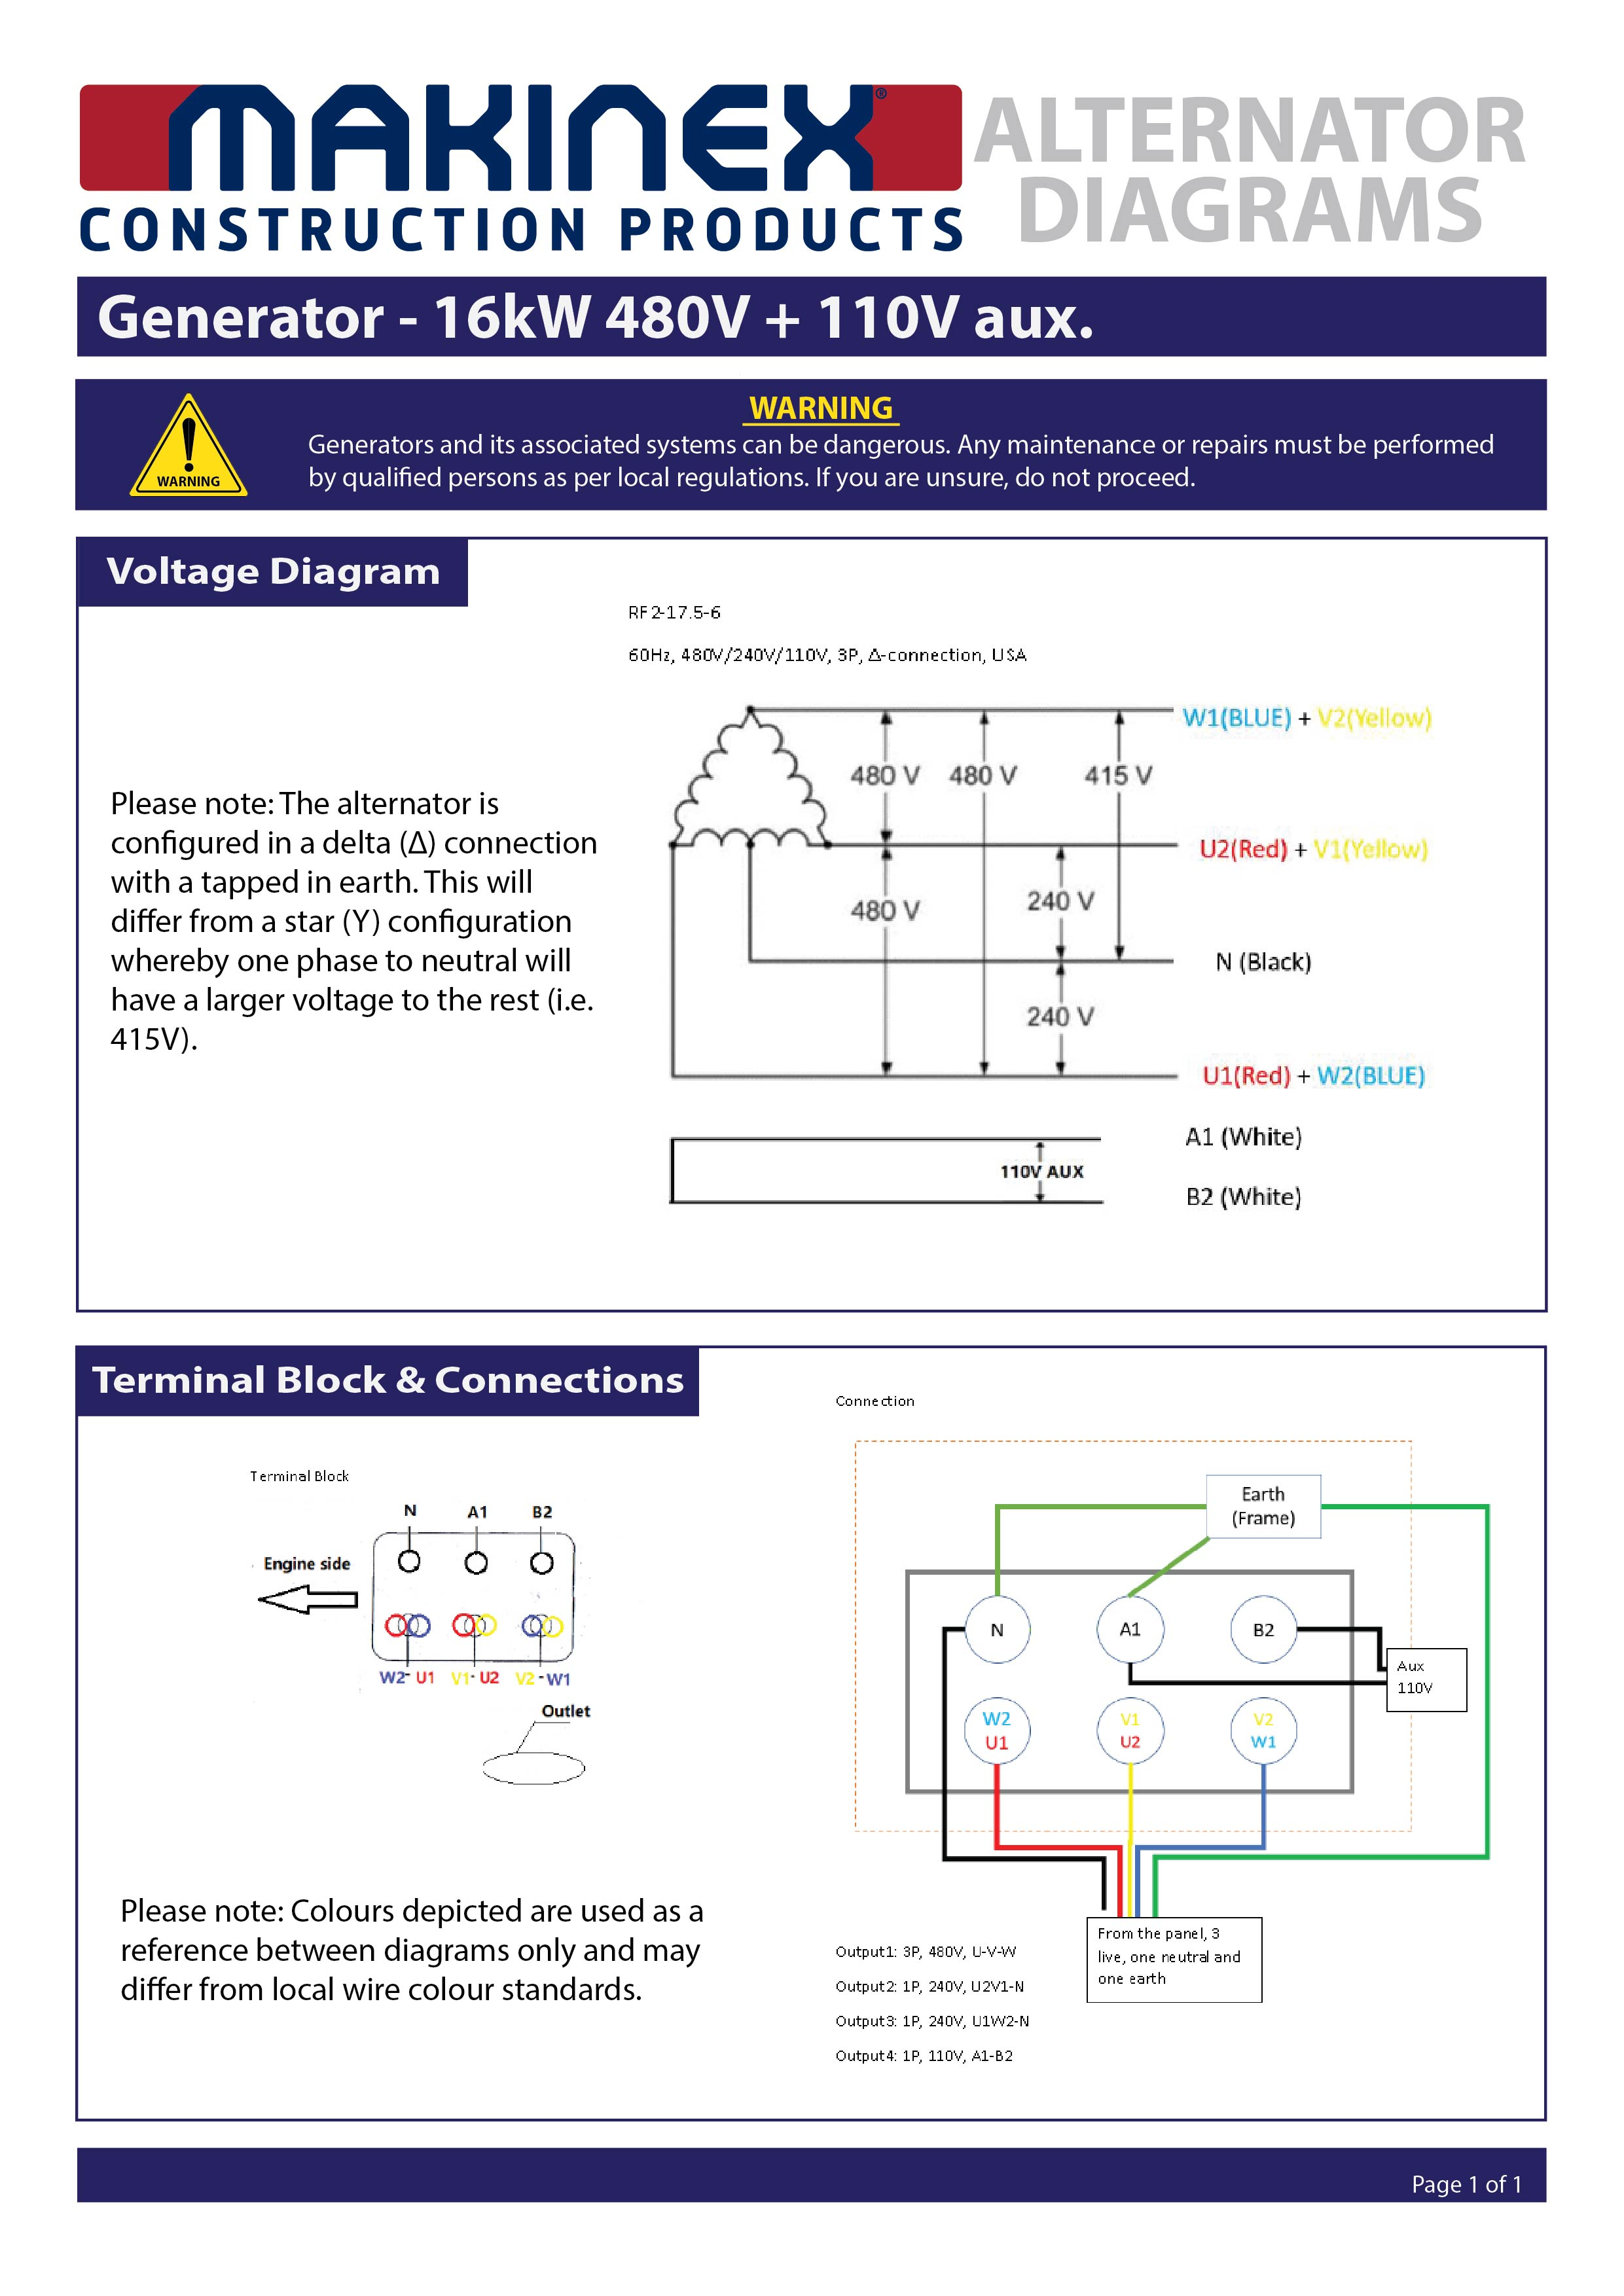 MAKINEX®
CONSTRUCTION PRODUCTS
ALTERNATOR
DIAGRAMS
Generator - 16kW 480V + 110V aux.
WARNING
WARNING
Generators and its associated systems can be dangerous. Any maintenance or repairs must be performed
by qualified persons as per local regulations. If you are unsure, do not proceed.
Voltage Diagram
RF2-17.5-6
60Hz, 480V/240V/110V, 3P, Δ-connection, USA
W1(BLUE) + V2(Yellow)
480 V 480 V 415 V
Please note: The alternator is
configured in a delta (Δ) connection
with a tapped in earth. This will
differ from a star (Y) configuration
whereby one phase to neutral will
have a larger voltage to the rest (i.e.
415V).
U2(Red) + V1(Yellow)
480 V 240 V
N (Black)
240 V
U1(Red) + W2(BLUE)
A1 (White)
110V AUX
B2 (White)
Terminal Block & Connections
Terminal Block
N A1 B2
Engine side
W2- U1 V1- U2 V2 -W1
Outlet
Please note: Colours depicted are used as a
reference between diagrams only and may
differ from local wire colour standards.
Connection
Earth
(Frame)
N A1 B2
Aux
110V
W2 V1 V2
U1 U2 W1
From the panel, 3
live, one neutral and
one earth
Output1: 3P, 480V, U-V-W
Output2: 1P, 240V, U2V1-N
Output3: 1P, 240V, U1W2-N
Output4: 1P, 110V, A1-B2
Page 1 of 1